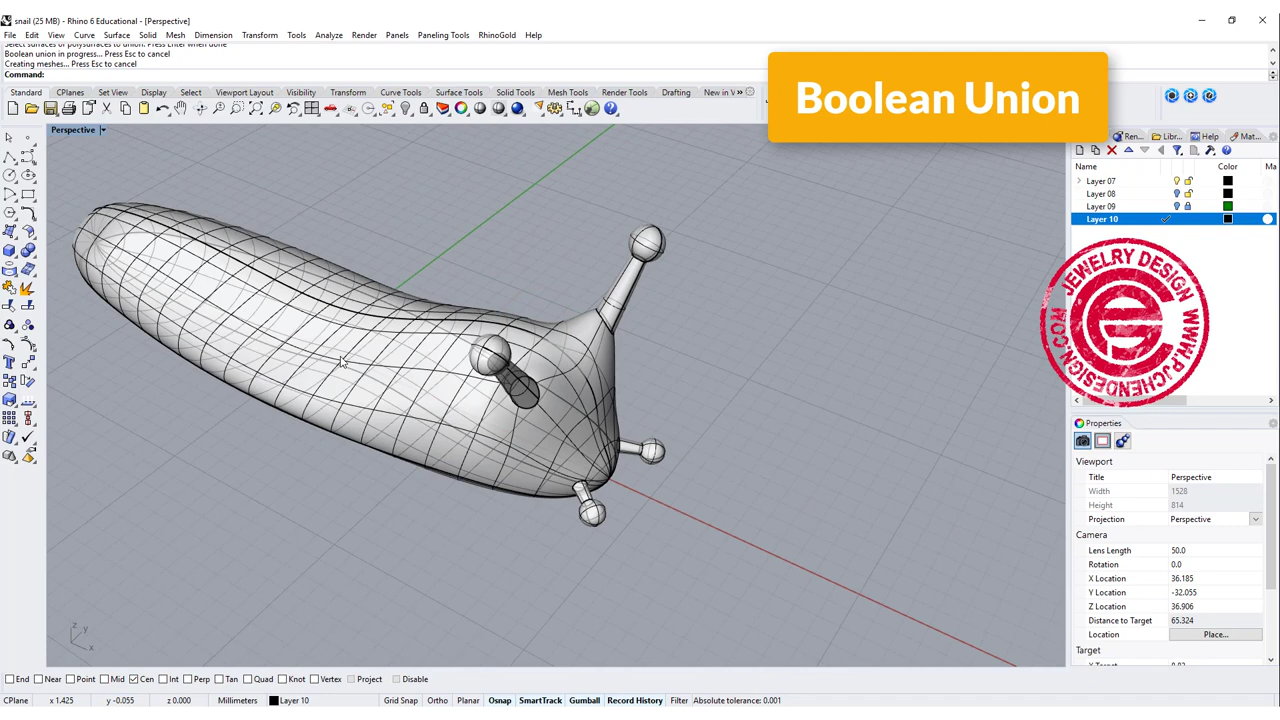 snail (25 MB) - Rhino 6 Educational - [Perspective]
File Edit View Curve Surface Solid Mesh Dimension Transform Tools Analyze Render Panels Paneling Tools RhinoGold Help
Select surfaces or polysurfaces to union. Press Enter when done
Boolean union in progress... Press Esc to cancel
Creating meshes... Press Esc to cancel
Command:
Boolean Union
Standard CPlanes Set View Display Select Viewport Layout Visibility Transform Curve Tools Surface Tools Solid Tools Mesh Tools Render Tools Drafting New in V »
Perspective
Ren... Libr... Help Mat...
Name Color Ma
Layer 07
Layer 08
Layer 09
Layer 10
JEWELRY DESIGN
WWW.PJCHENDESIGN.COM
Properties
Viewport
Title Perspective
Width 1528
Height 814
Projection Perspective
Camera
Lens Length 50.0
Rotation 0.0
X Location 36.185
Y Location -32.055
Z Location 36.906
Distance to Target 65.324
Location Place...
Target
z y x
End Near Point Mid Cen Int Perp Tan Quad Knot Vertex Project Disable
CPlane x 1.425 y -0.055 z 0.000 Millimeters Layer 10 Grid Snap Ortho Planar Osnap SmartTrack Gumball Record History Filter Absolute tolerance: 0.001